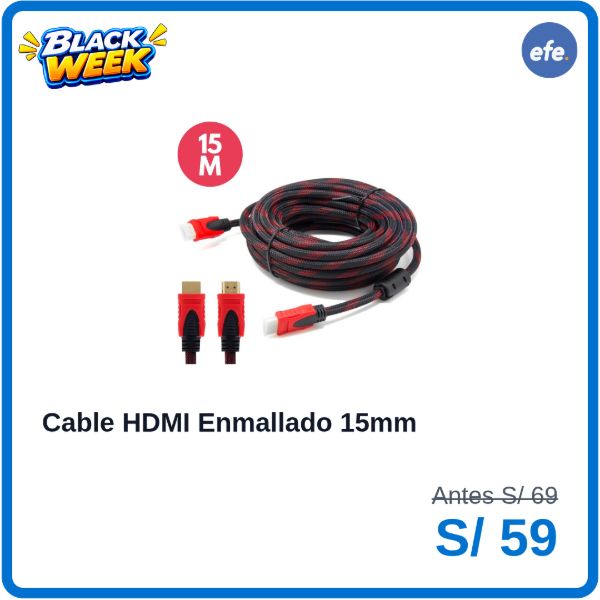 BLACK
WEEK
efe.
15
M
Cable HDMI Enmallado 15mm
Antes S/ 69
S/ 59